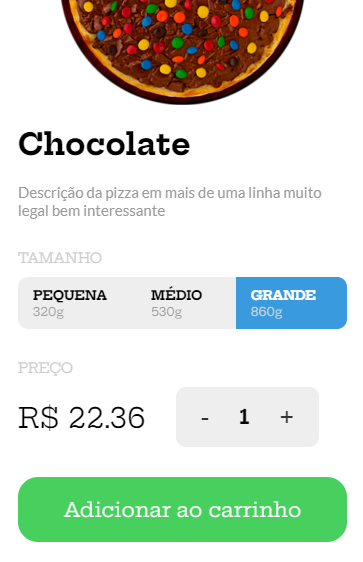 Chocolate
Descrição da pizza em mais de uma linha muito
legal bem interessante
TAMANHO
PEQUENA MÉDIO GRANDE
320g 530g 860g
PREÇO
R$ 22.36 - 1 +
Adicionar ao carrinho